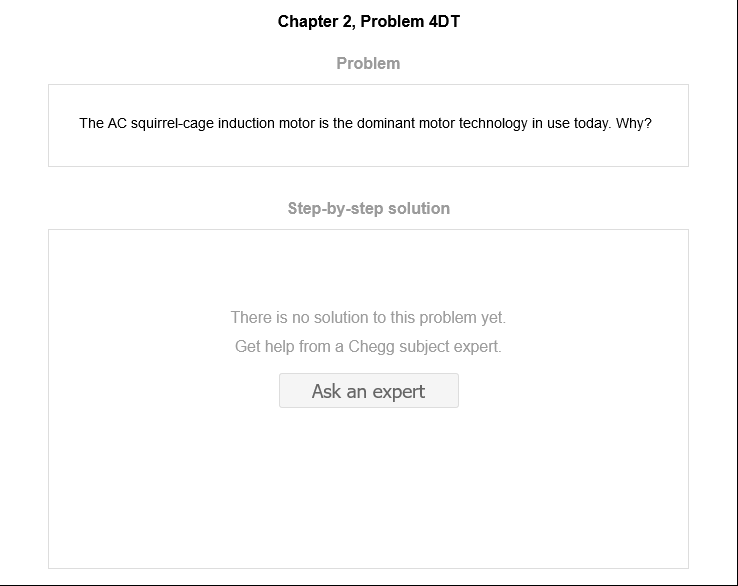 Chapter 2, Problem 4DT
Problem
The AC squirrel-cage induction motor is the dominant motor technology in use today. Why?
Step-by-step solution
There is no solution to this problem yet.
Get help from a Chegg subject expert.
Ask an expert